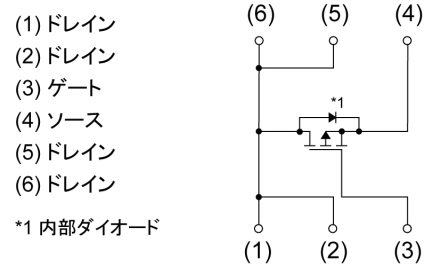 (1) ドレイン
(2) ドレイン
(3) ゲート
(4) ソース
(5) ドレイン
(6) ドレイン
*1 内部ダイオード
(6) (5) (4)
*1
(1) (2) (3)